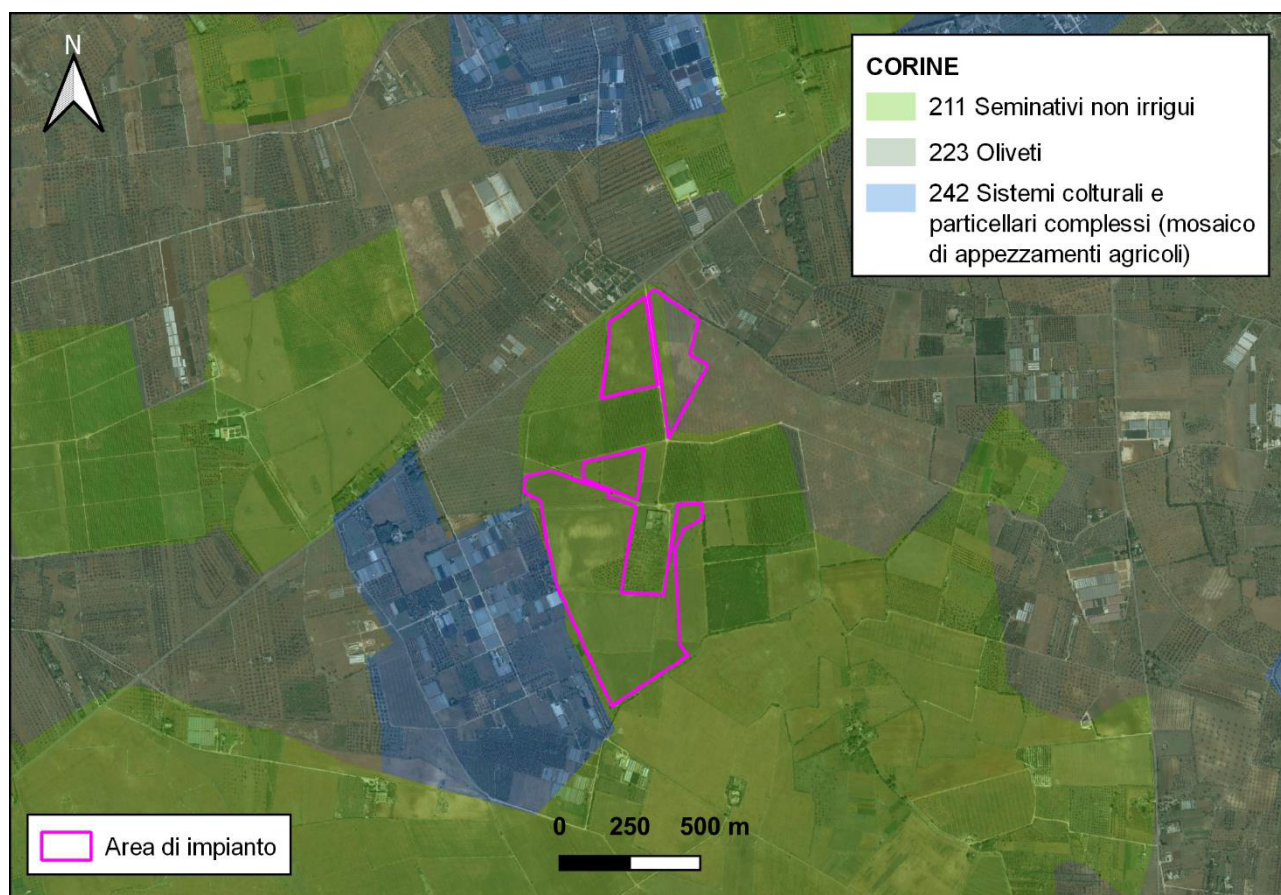 N
CORINE
211 Seminativi non irrigui
223 Oliveti
242 Sistemi colturali e
particellari complessi (mosaico
di appezzamenti agricoli)
Area di impianto
0 250 500 m